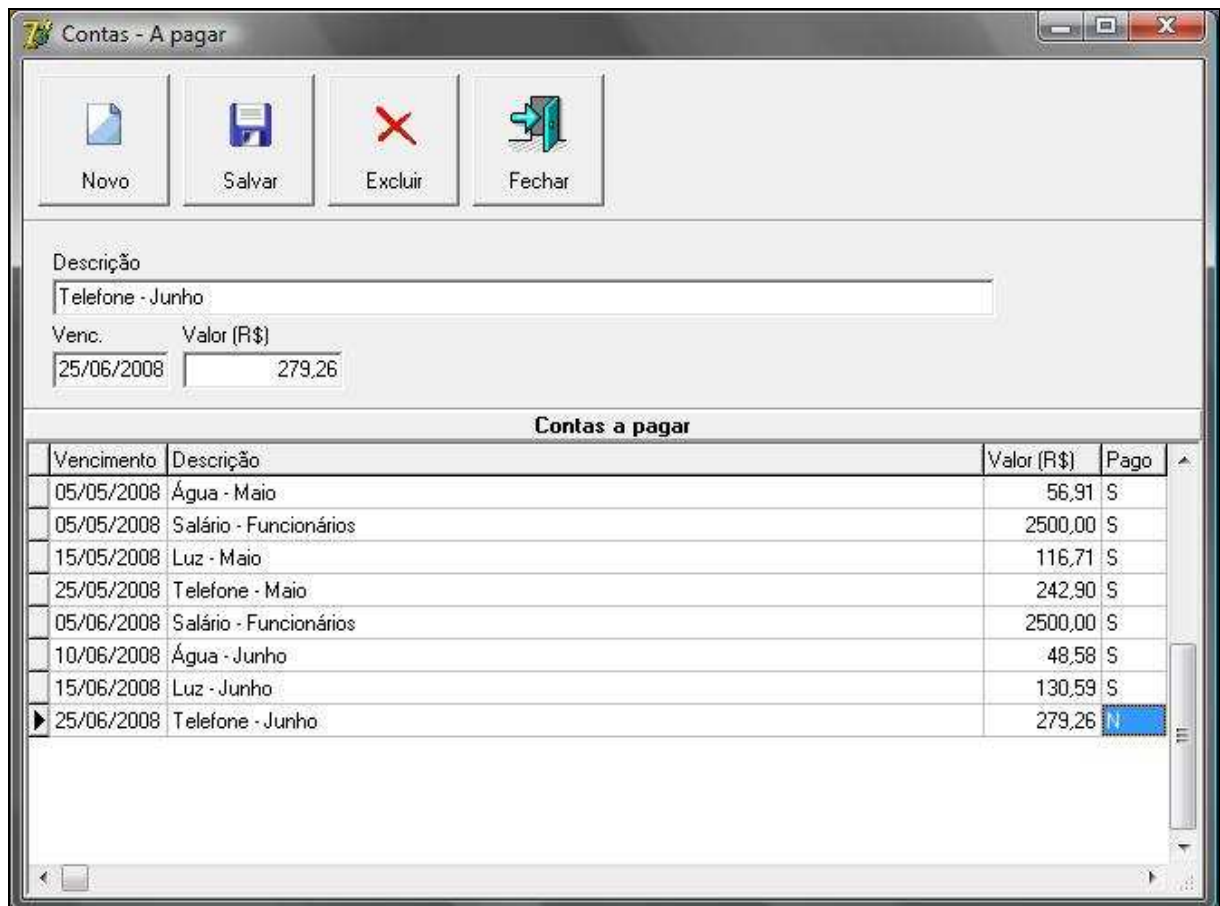 Contas - A pagar
Novo Salvar Excluir Fechar
Descrição
Telefone - Junho
Venc. Valor (R$)
25/06/2008 279,26
Contas a pagar
Vencimento Descrição Valor (R$) Pago
05/05/2008 Água - Maio 56,91 S
05/05/2008 Salário - Funcionários 2500,00 S
15/05/2008 Luz - Maio 116,71 S
25/05/2008 Telefone - Maio 242,90 S
05/06/2008 Salário - Funcionários 2500,00 S
10/06/2008 Água - Junho 48,58 S
15/06/2008 Luz - Junho 130,59 S
25/06/2008 Telefone - Junho 279,26 N